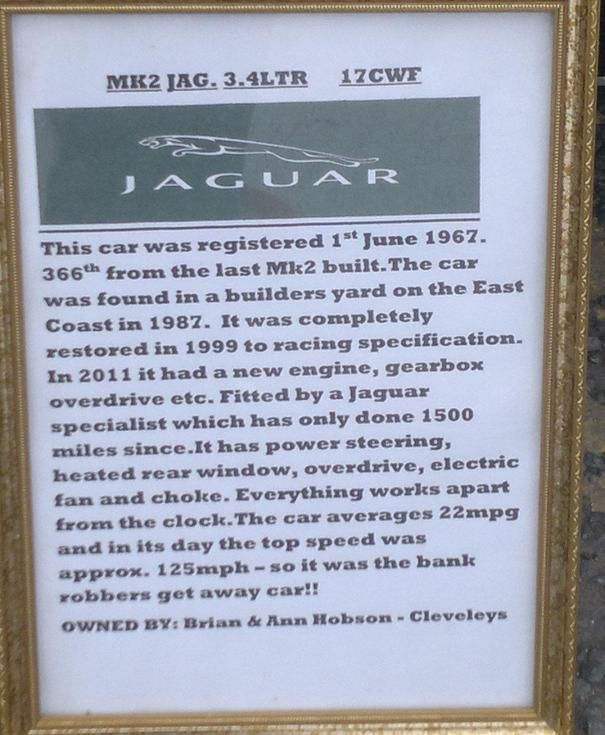 MK2 JAG. 3.4LTR 17CWF
JAGUAR
This car was registered 1st June 1967.
366th from the last Mk2 built.The car
was found in a builders yard on the East
Coast in 1987. It was completely
restored in 1999 to racing specification.
In 2011 it had a new engine, gearbox
overdrive etc. Fitted by a Jaguar
specialist which has only done 1500
miles since.It has power steering,
heated rear window, overdrive, electric
fan and choke. Everything works apart
from the clock.The car averages 22mpg
and in its day the top speed was
approx. 125mph – so it was the bank
robbers get away car!!
OWNED BY: Brian & Ann Hobson - Cleveleys